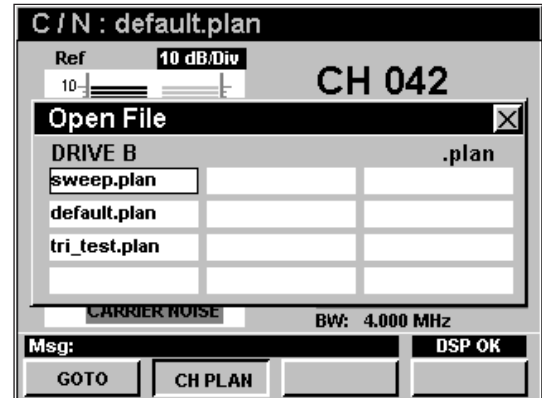 C / N : default.plan
Ref 10 dB/Div
10
CH 042
Open File
DRIVE B .plan
sweep.plan
default.plan
tri_test.plan
CARRIER NOISE
BW: 4.000 MHz
Msg: DSP OK
GOTO CH PLAN